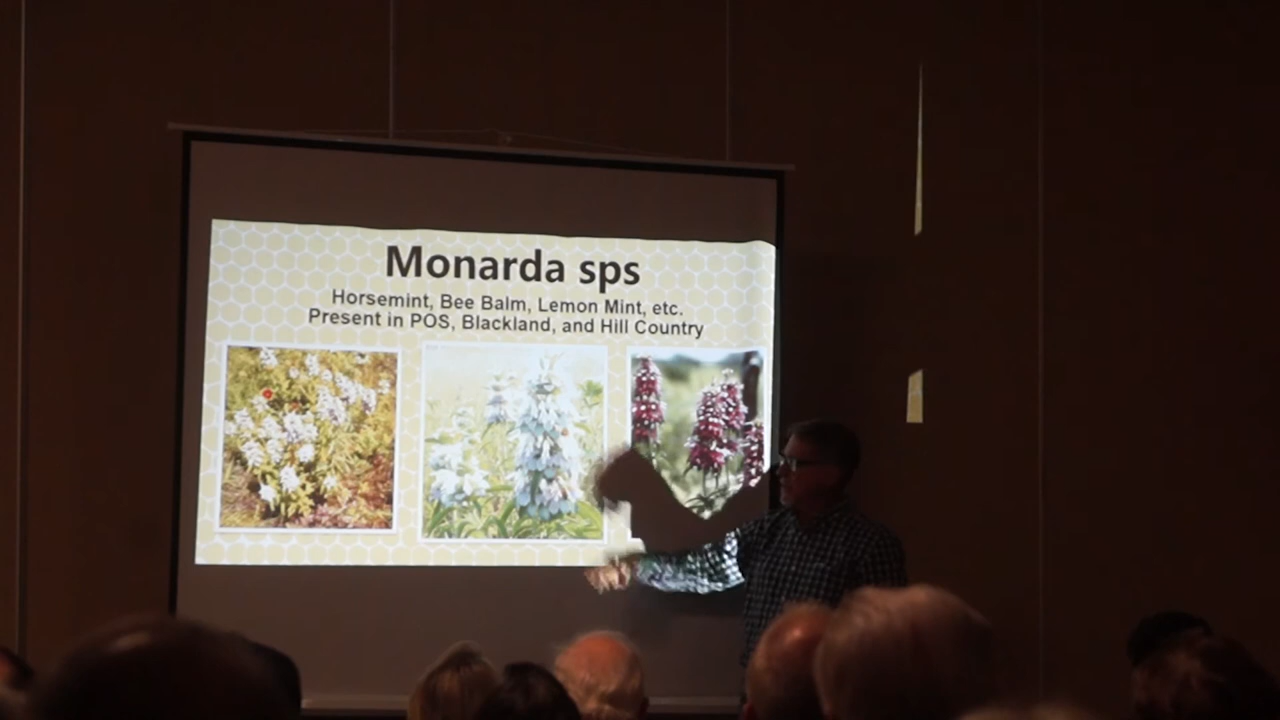 Monarda sps
Horsemint, Bee Balm, Lemon Mint, etc.
Present in POS, Blackland, and Hill Country